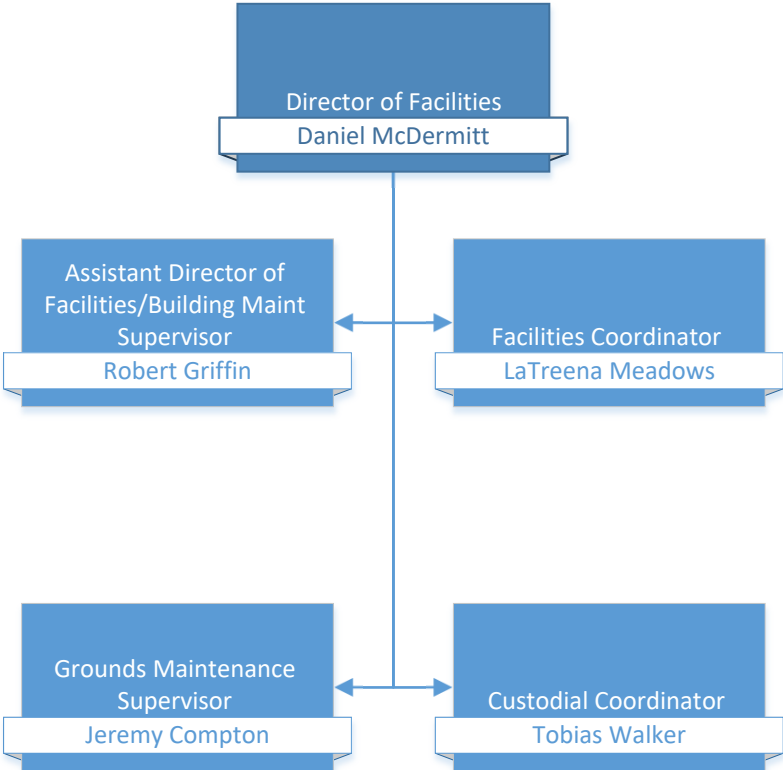 Director of Facilities
Daniel McDermitt
Assistant Director of
Facilities/Building Maint
Supervisor
Robert Griffin
Facilities Coordinator
LaTreena Meadows
Grounds Maintenance
Supervisor
Jeremy Compton
Custodial Coordinator
Tobias Walker